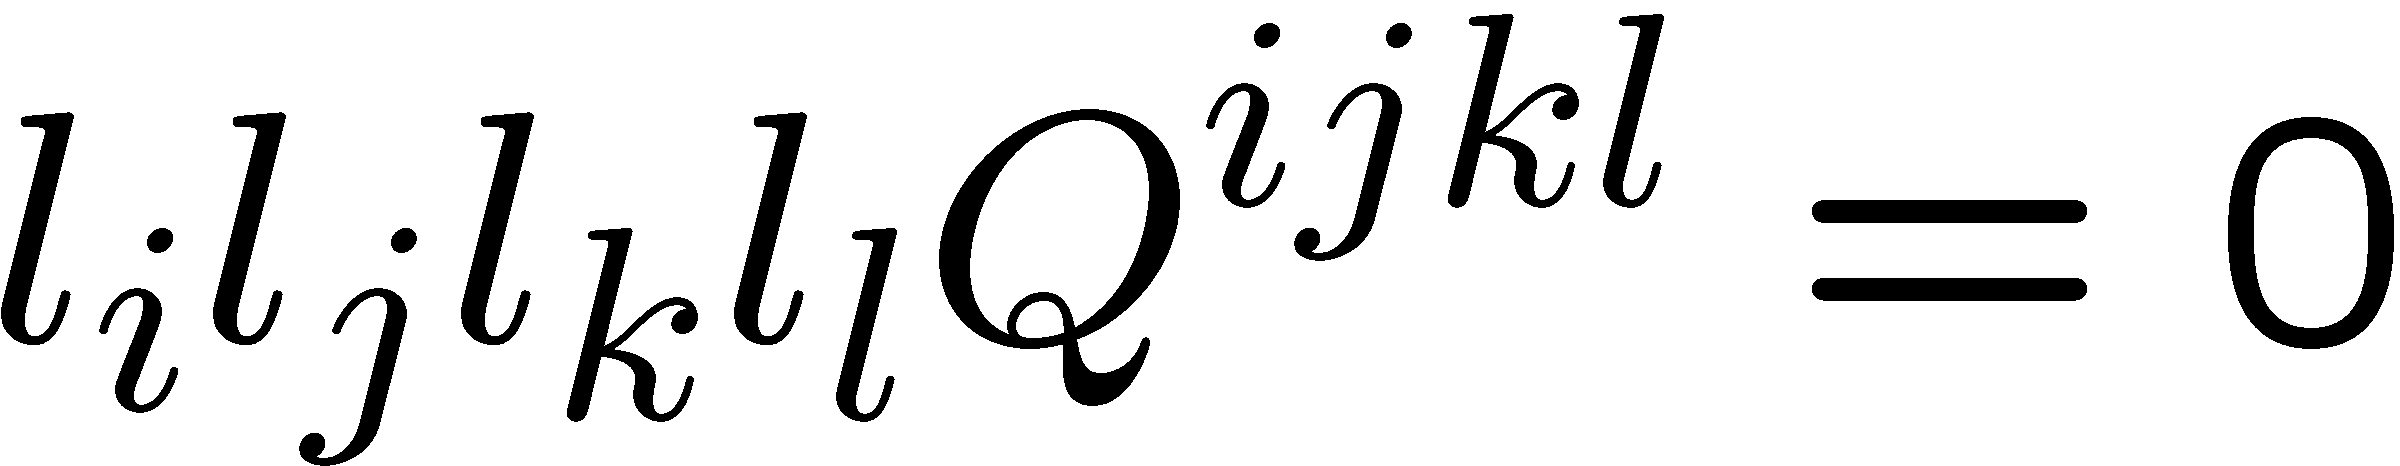 $l_i l_j l_k l_l Q^{ijkl} = 0$